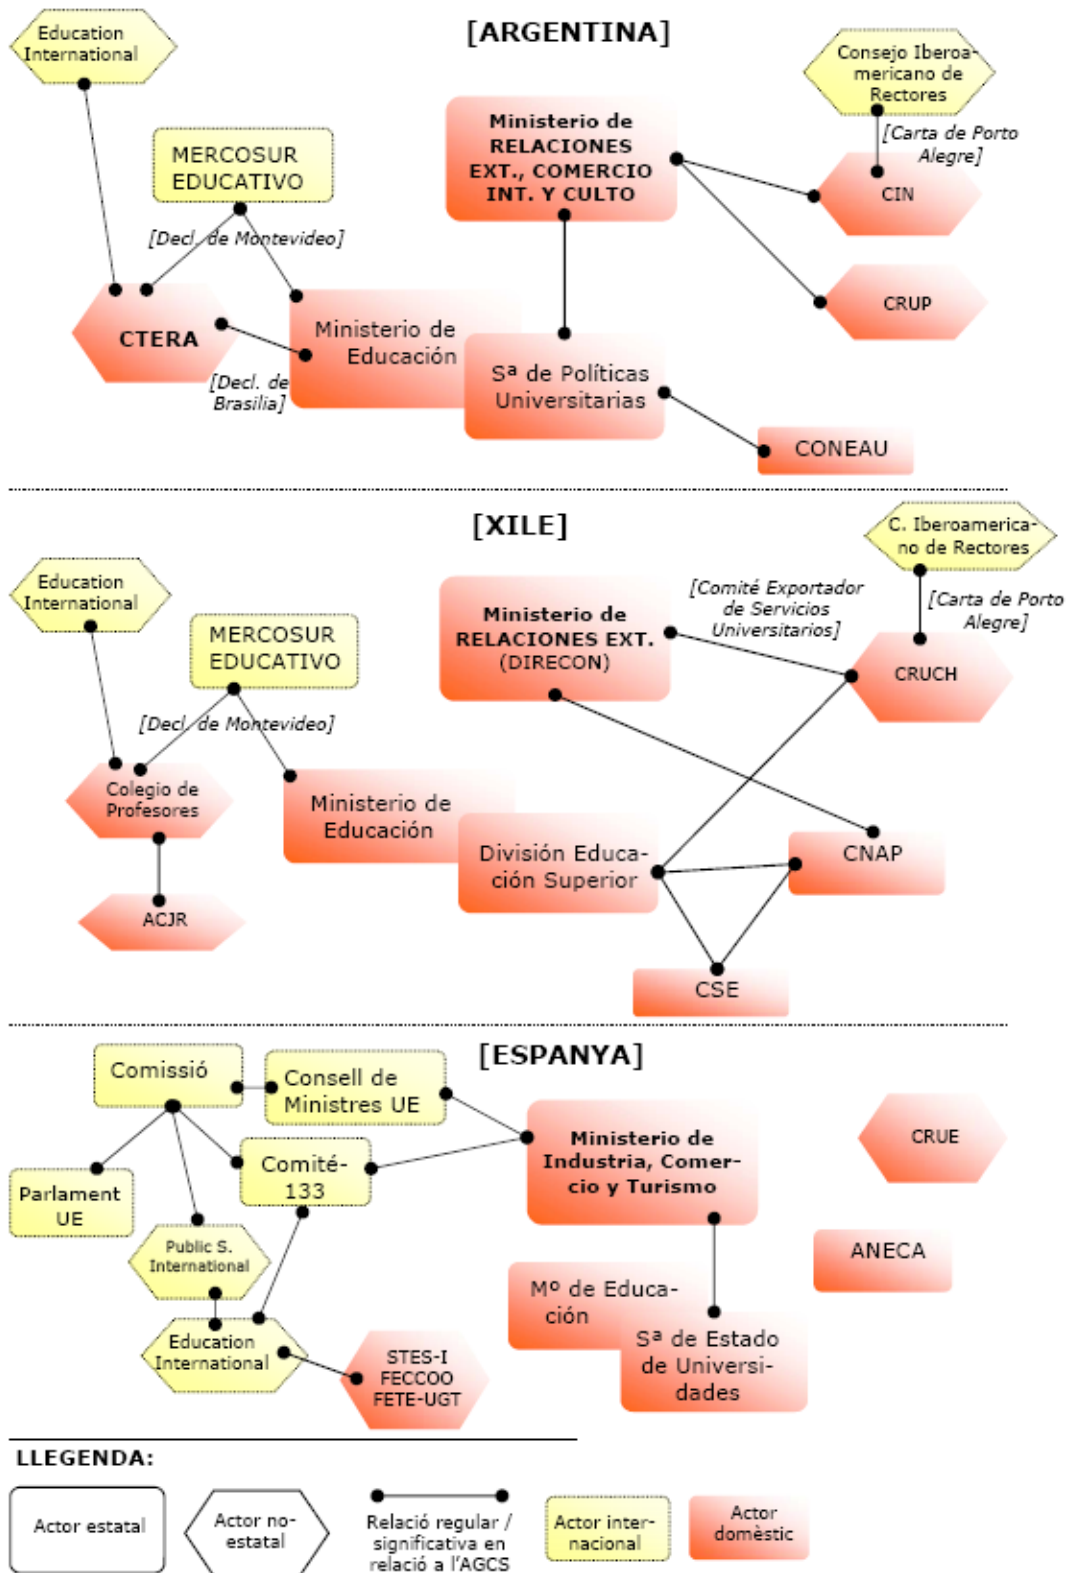 [ARGENTINA]
Education
International
Consejo Iberoa-
mericano de
Rectores
[Carta de Porto
Alegre]
MERCOSUR
EDUCATIVO
[Decl. de Montevideo]
Ministerio de
RELACIONES
EXT., COMERCIO
INT. Y CULTO
CIN
CRUP
CTERA
[Decl. de
Brasilia]
Ministerio de
Educación
Sª de Políticas
Universitarias
CONEAU
[XILE]
C. Iberoamerica-
no de Rectores
[Carta de Porto
Alegre]
Education
International
MERCOSUR
EDUCATIVO
[Decl. de Montevideo]
Ministerio de
RELACIONES EXT.
(DIRECON)
[Comité Exportador
de Servicios
Universitarios]
CRUCH
Colegio de
Profesores
ACJR
Ministerio de
Educación
División Educa-
ción Superior
CNAP
CSE
[ESPANYA]
Comissió
Consell de
Ministres UE
Comité-
133
Parlament
UE
Public S.
International
Education
International
STES-I
FECCOO
FETE-UGT
Ministerio de
Industria, Comer-
cio y Turismo
CRUE
ANECA
Mº de Educa-
ción
Sª de Estado
de Universi-
dades
LLEGENDA:
Actor estatal
Actor no-
estatal
Relació regular /
significativa en
relació a l'AGCS
Actor inter-
nacional
Actor
domèstic